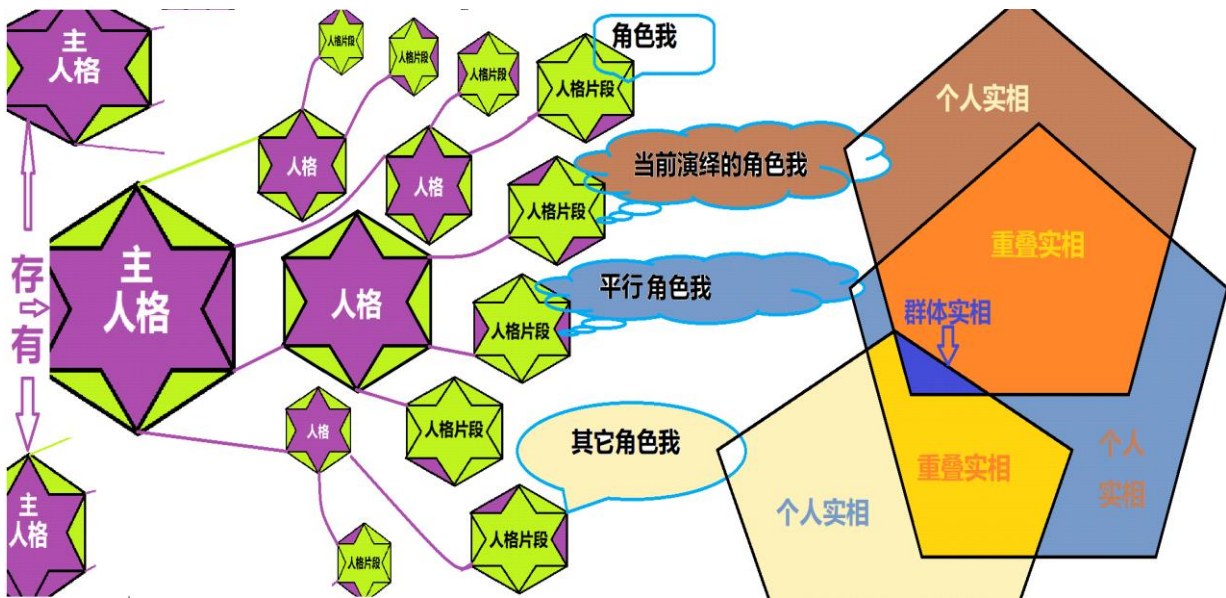 主
人格
存
有
主
人格
主
人格
人格片段
人格片段
人格片段
人格片段
角色我
人格
人格
当前演绎的角色我
人格片段
人格
平行角色我
人格片段
人格
人格片段
其它角色我
人格片段
人格片段
个人实相
重叠实相
群体实相
重叠实相
个人
实相
个人实相